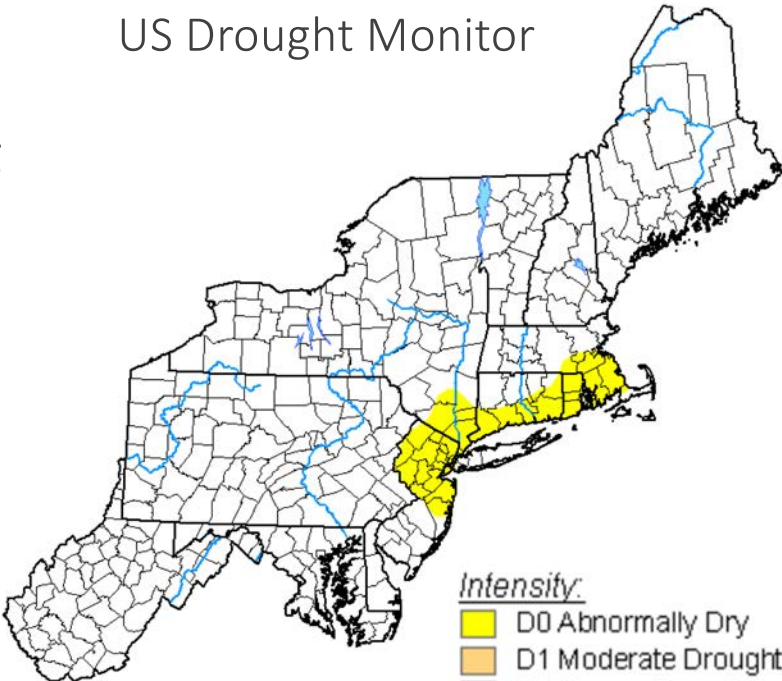 US Drought Monitor
Intensity:
D0 Abnormally Dry
D1 Moderate Drought